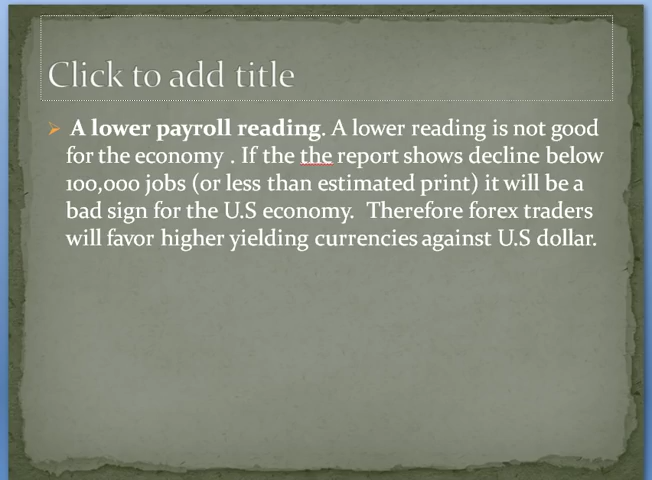 Click to add title
A lower payroll reading. A lower reading is not good
for the economy . If the the report shows decline below
100,000 jobs (or less than estimated print) it will be a
bad sign for the U.S economy.  Therefore forex traders
will favor higher yielding currencies against U.S dollar.